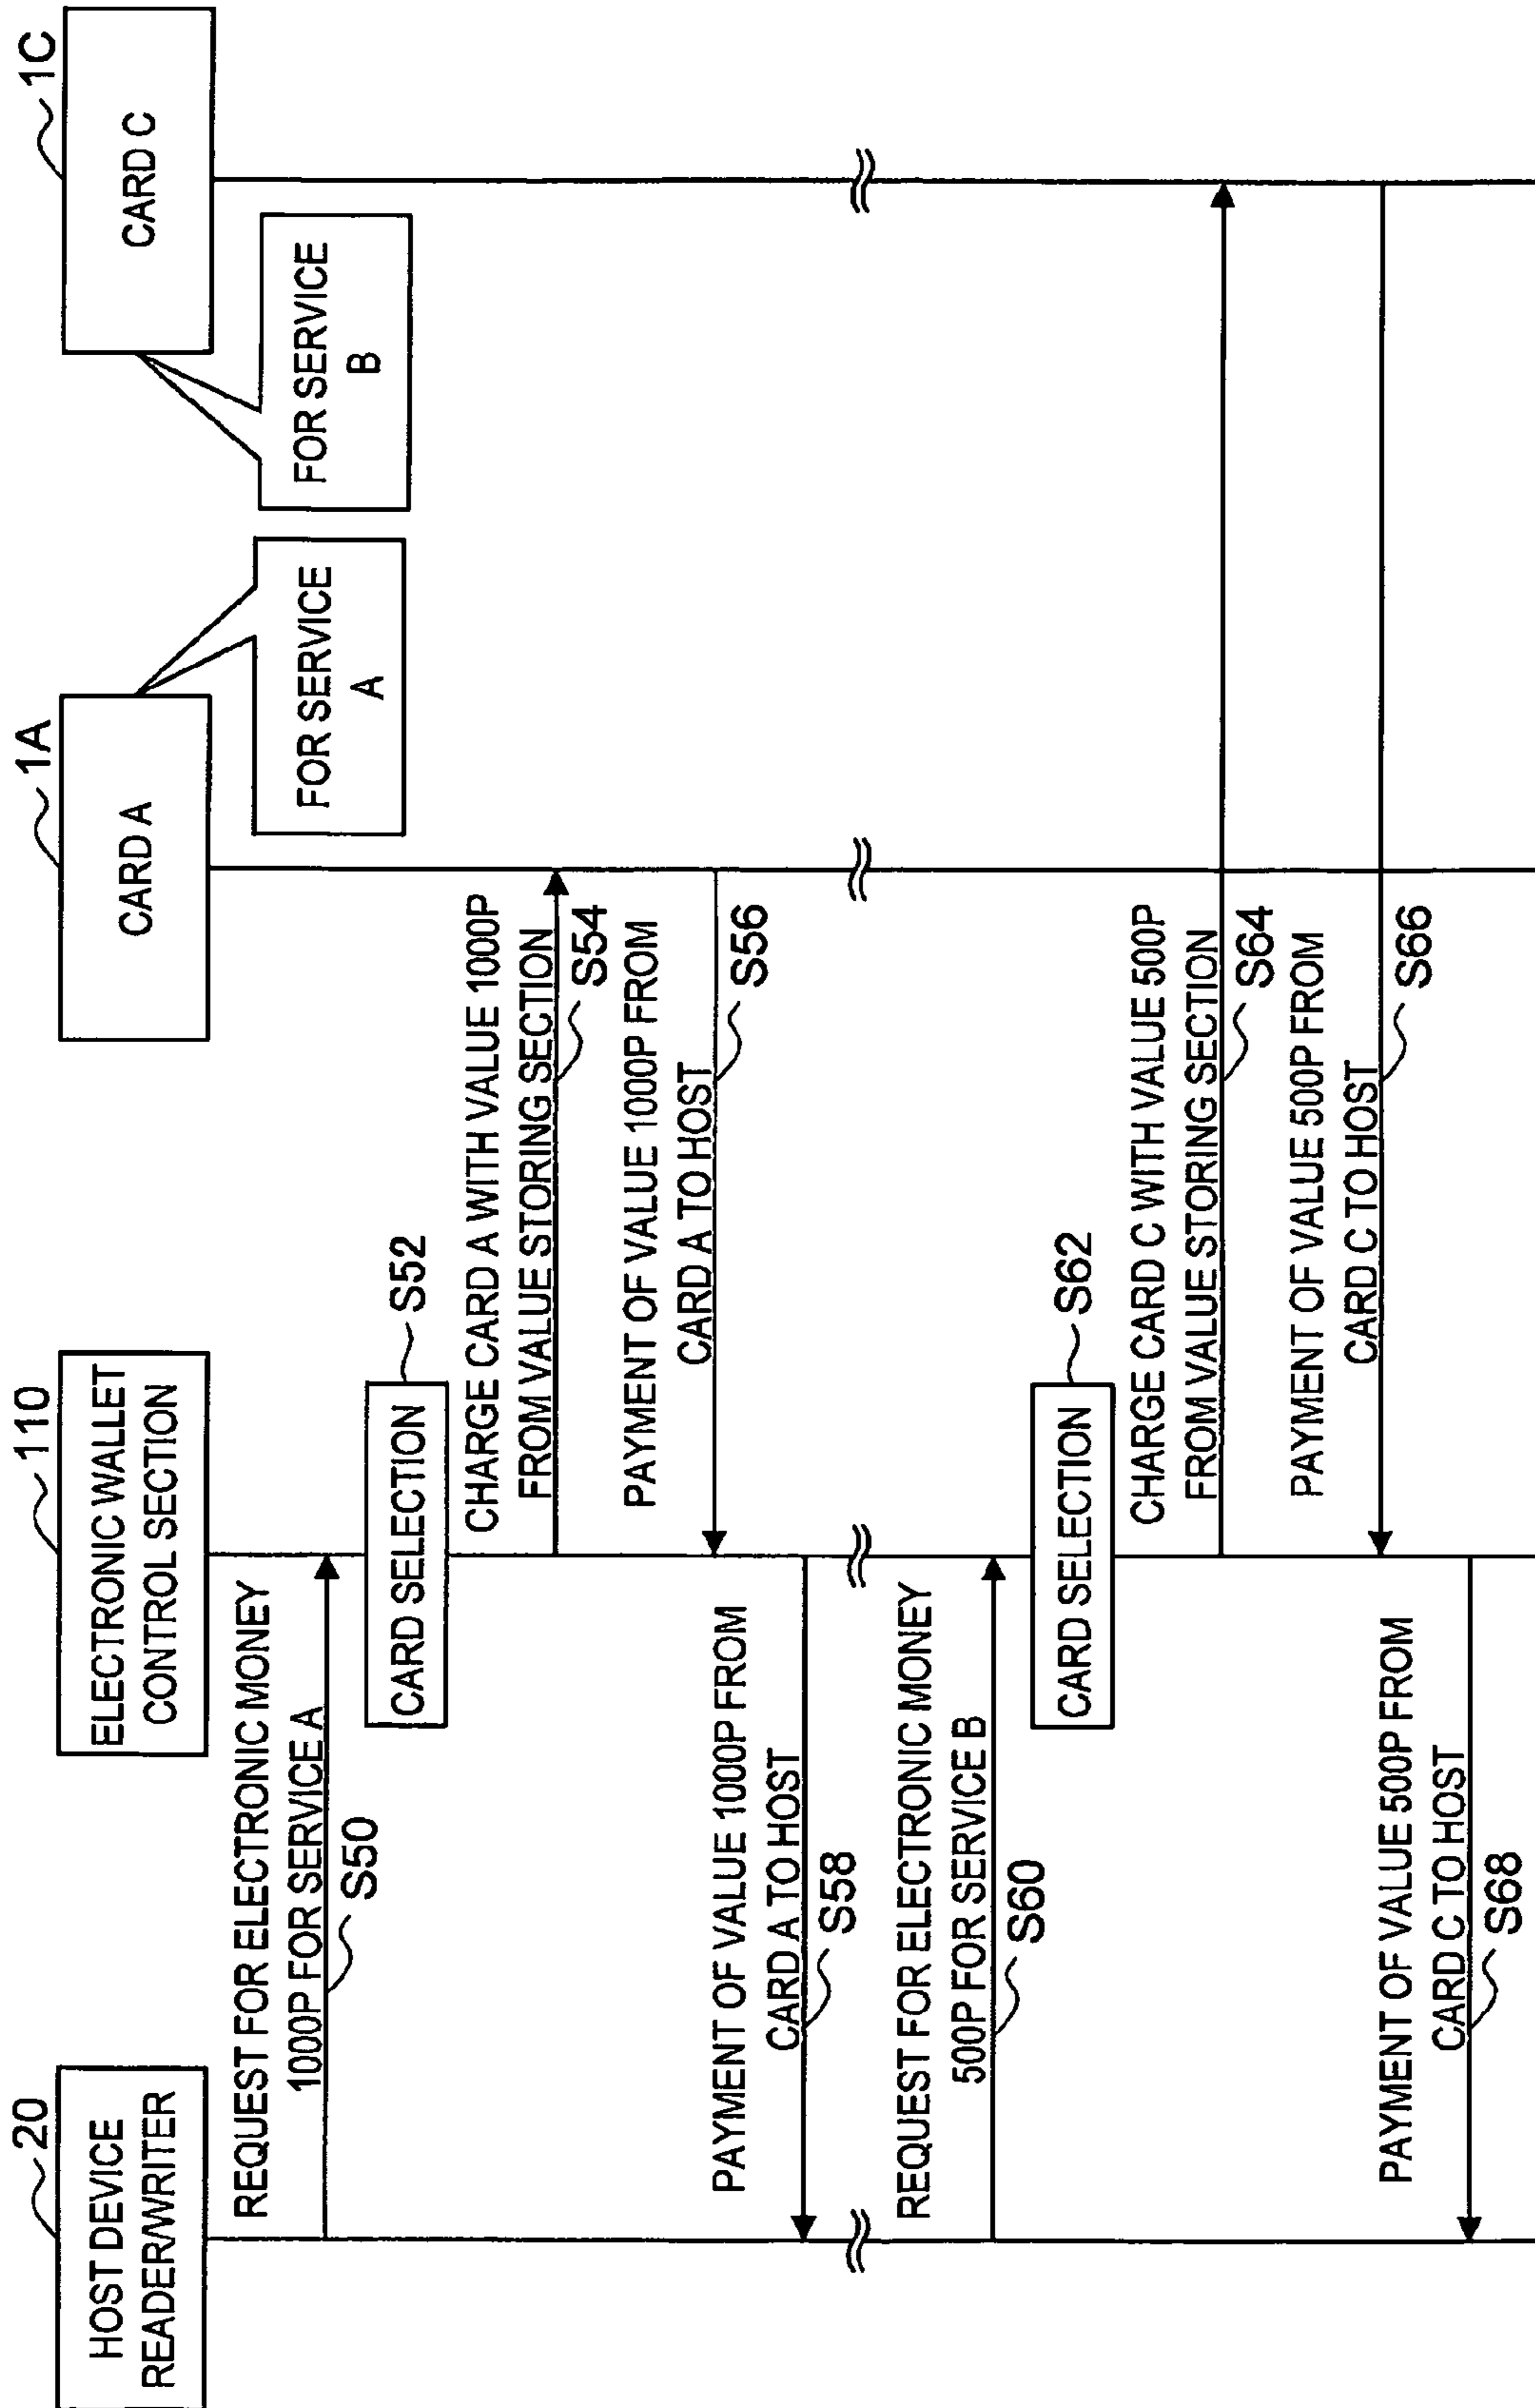 20
HOST DEVICE
READER/WRITER
110
ELECTRONIC WALLET
CONTROL SECTION
1A
CARD A
1C
CARD C
FOR SERVICE
A
FOR SERVICE
B
REQUEST FOR ELECTRONIC MONEY
1000P FOR SERVICE A
S50
CARD SELECTION
S52
CHARGE CARD A WITH VALUE 1000P
FROM VALUE STORING SECTION
S54
PAYMENT OF VALUE 1000P FROM
CARD A TO HOST
S56
PAYMENT OF VALUE 1000P FROM
CARD A TO HOST
S58
REQUEST FOR ELECTRONIC MONEY
500P FOR SERVICE B
S60
CARD SELECTION
S62
CHARGE CARD C WITH VALUE 500P
FROM VALUE STORING SECTION
S64
PAYMENT OF VALUE 500P FROM
CARD C TO HOST
S66
PAYMENT OF VALUE 500P FROM
CARD C TO HOST
S68